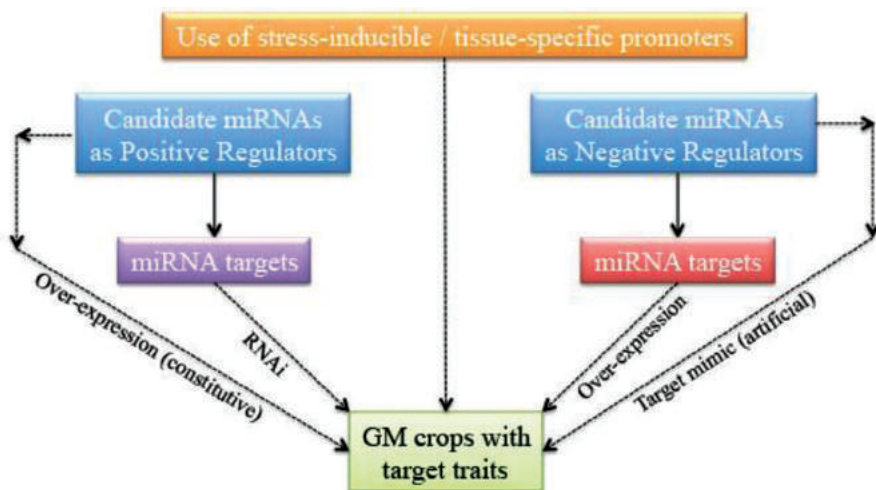 Use of stress-inducible / tissue-specific promoters
Candidate miRNAs
as Positive Regulators
Candidate miRNAs
as Negative Regulators
miRNA targets
miRNA targets
Over-expression (constitutive)
RNAi
Over-expression
Target mimic (artificial)
GM crops with
target traits